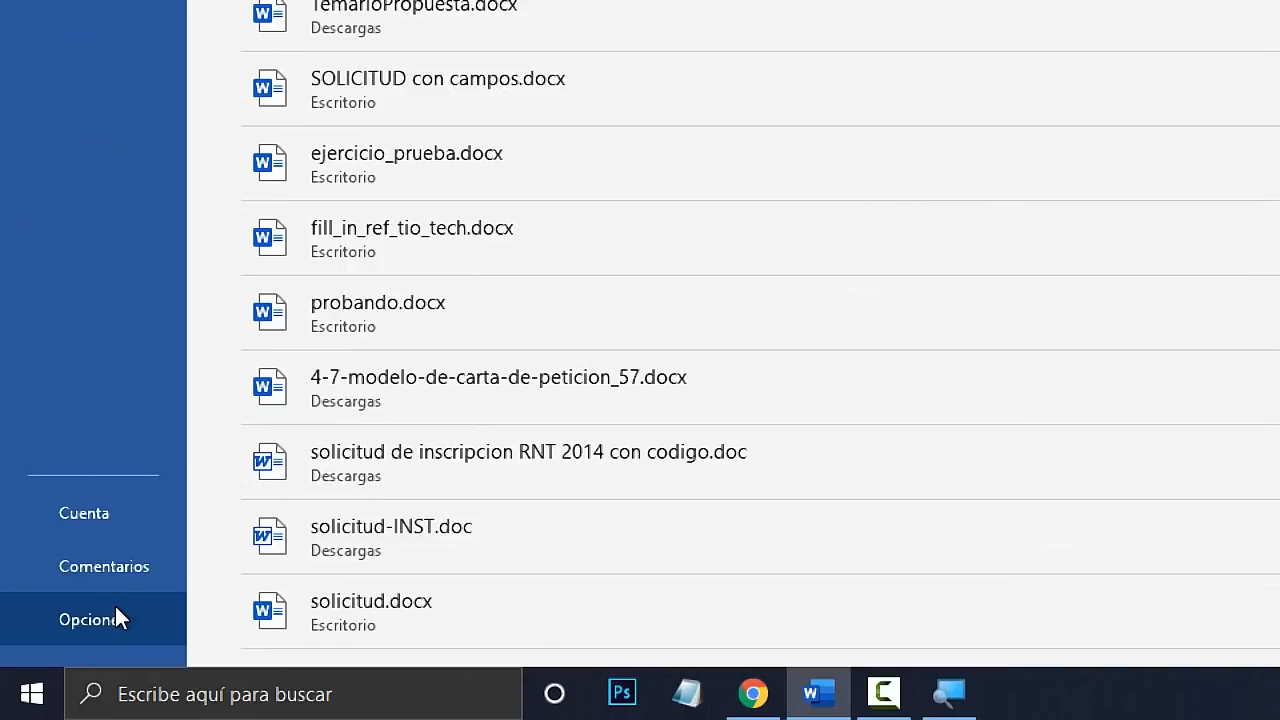 TemarioPropuesta.docx
Descargas
SOLICITUD con campos.docx
Escritorio
ejercicio_prueba.docx
Escritorio
fill_in_ref_tio_tech.docx
Escritorio
probando.docx
Escritorio
4-7-modelo-de-carta-de-peticion_57.docx
Descargas
solicitud de inscripcion RNT 2014 con codigo.doc
Descargas
solicitud-INST.doc
Descargas
solicitud.docx
Escritorio
Cuenta
Comentarios
Opcione
Escribe aquí para buscar
Ps